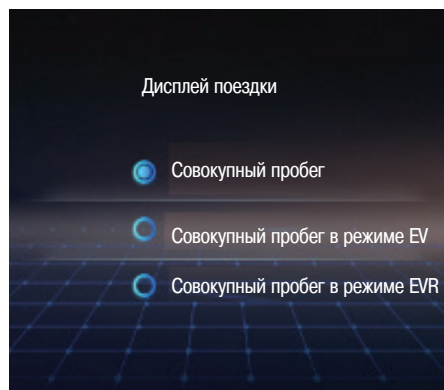 Дисплей поездки
Совокупный пробег
Совокупный пробег в режиме EV
Совокупный пробег в режиме EVR